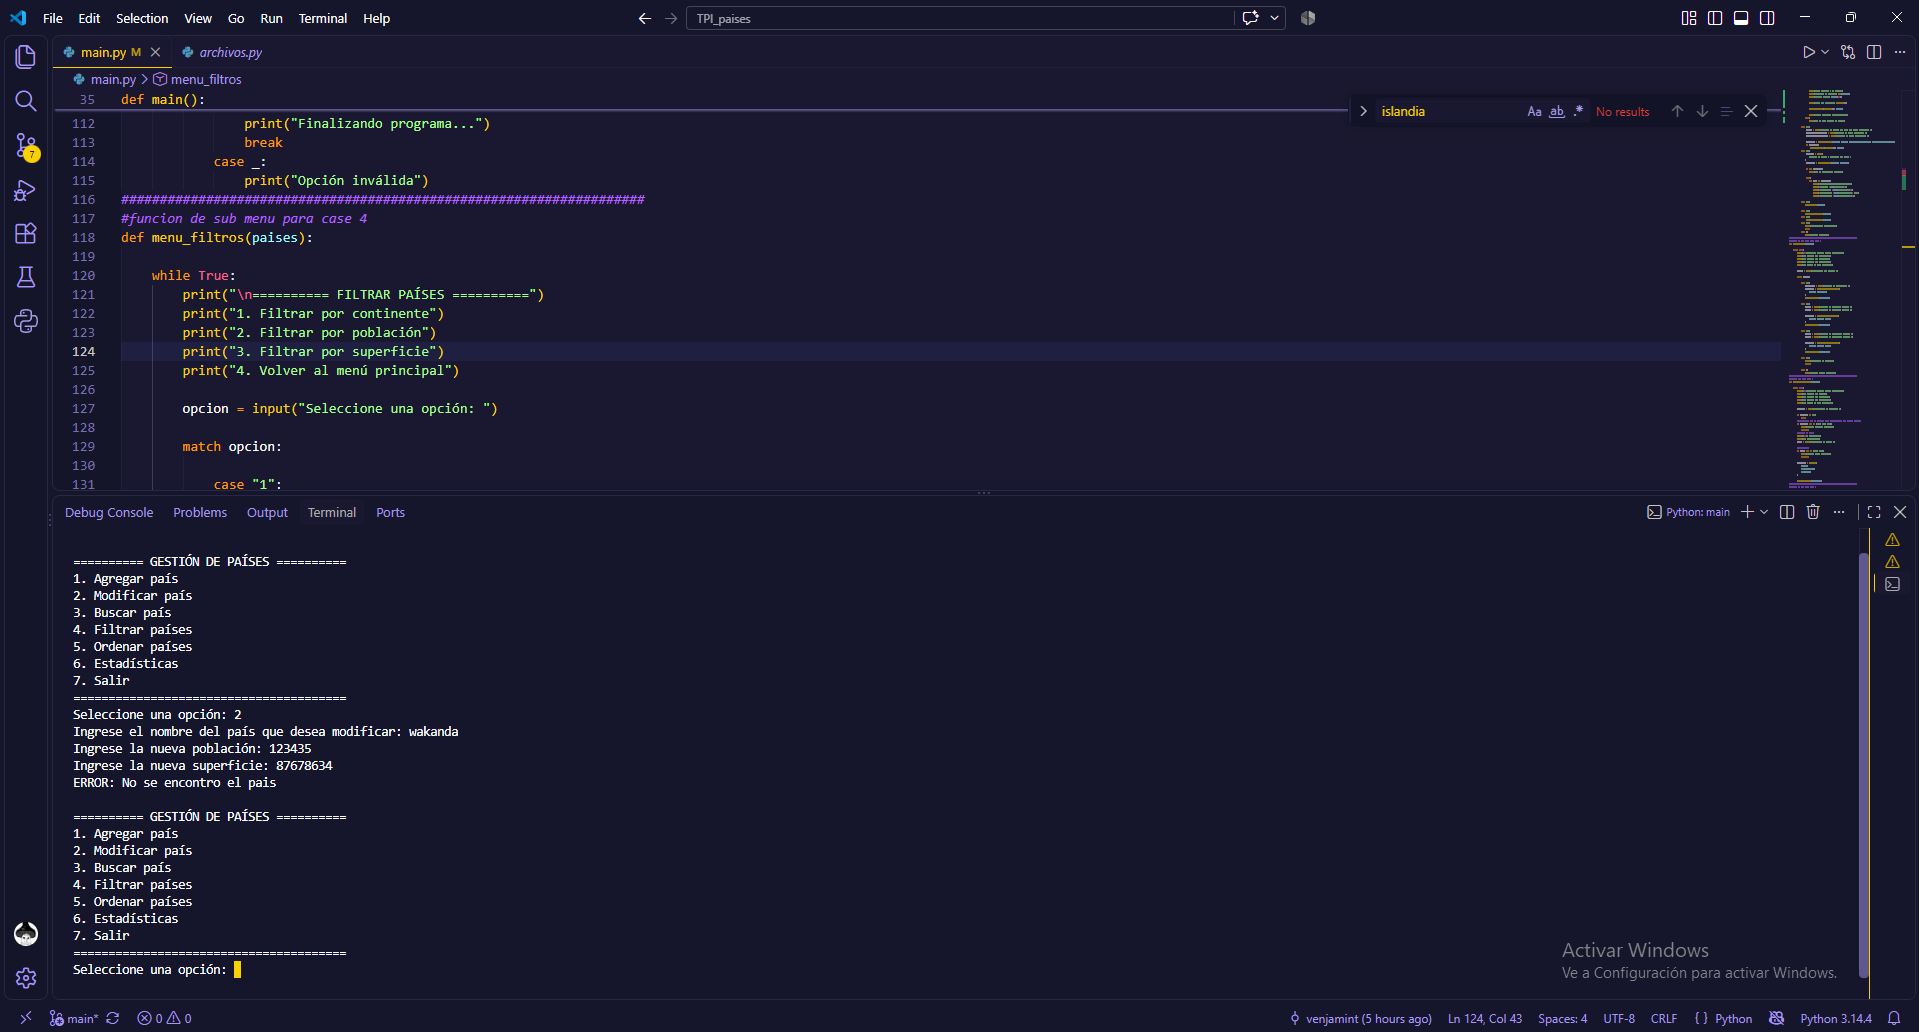 File Edit Selection View Go Run Terminal Help
TPI_paises
main.py M
archivos.py
main.py > menu_filtros
35 def main():
islandia
Aa ab .* No results
112 print("Finalizando programa...")
113 break
114 case _:
115 print("Opción inválida")
116 ####################################################################
117 #funcion de sub menu para case 4
118 def menu_filtros(paises):
119
120 while True:
121 print("\n========== FILTRAR PAÍSES ==========")
122 print("1. Filtrar por continente")
123 print("2. Filtrar por población")
124 print("3. Filtrar por superficie")
125 print("4. Volver al menú principal")
126
127 opcion = input("Seleccione una opción: ")
128
129 match opcion:
130
131 case "1":
Debug Console Problems Output Terminal Ports
Python: main
========== GESTIÓN DE PAÍSES ==========
1. Agregar país
2. Modificar país
3. Buscar país
4. Filtrar países
5. Ordenar países
6. Estadísticas
7. Salir
=======================================
Seleccione una opción: 2
Ingrese el nombre del país que desea modificar: wakanda
Ingrese la nueva población: 123435
Ingrese la nueva superficie: 87678634
ERROR: No se encontro el pais
========== GESTIÓN DE PAÍSES ==========
1. Agregar país
2. Modificar país
3. Buscar país
4. Filtrar países
5. Ordenar países
6. Estadísticas
7. Salir
=======================================
Seleccione una opción:
7
Activar Windows
Ve a Configuración para activar Windows.
main* 0 0
venjamint (5 hours ago) Ln 124, Col 43 Spaces: 4 UTF-8 CRLF { } Python Python 3.14.4